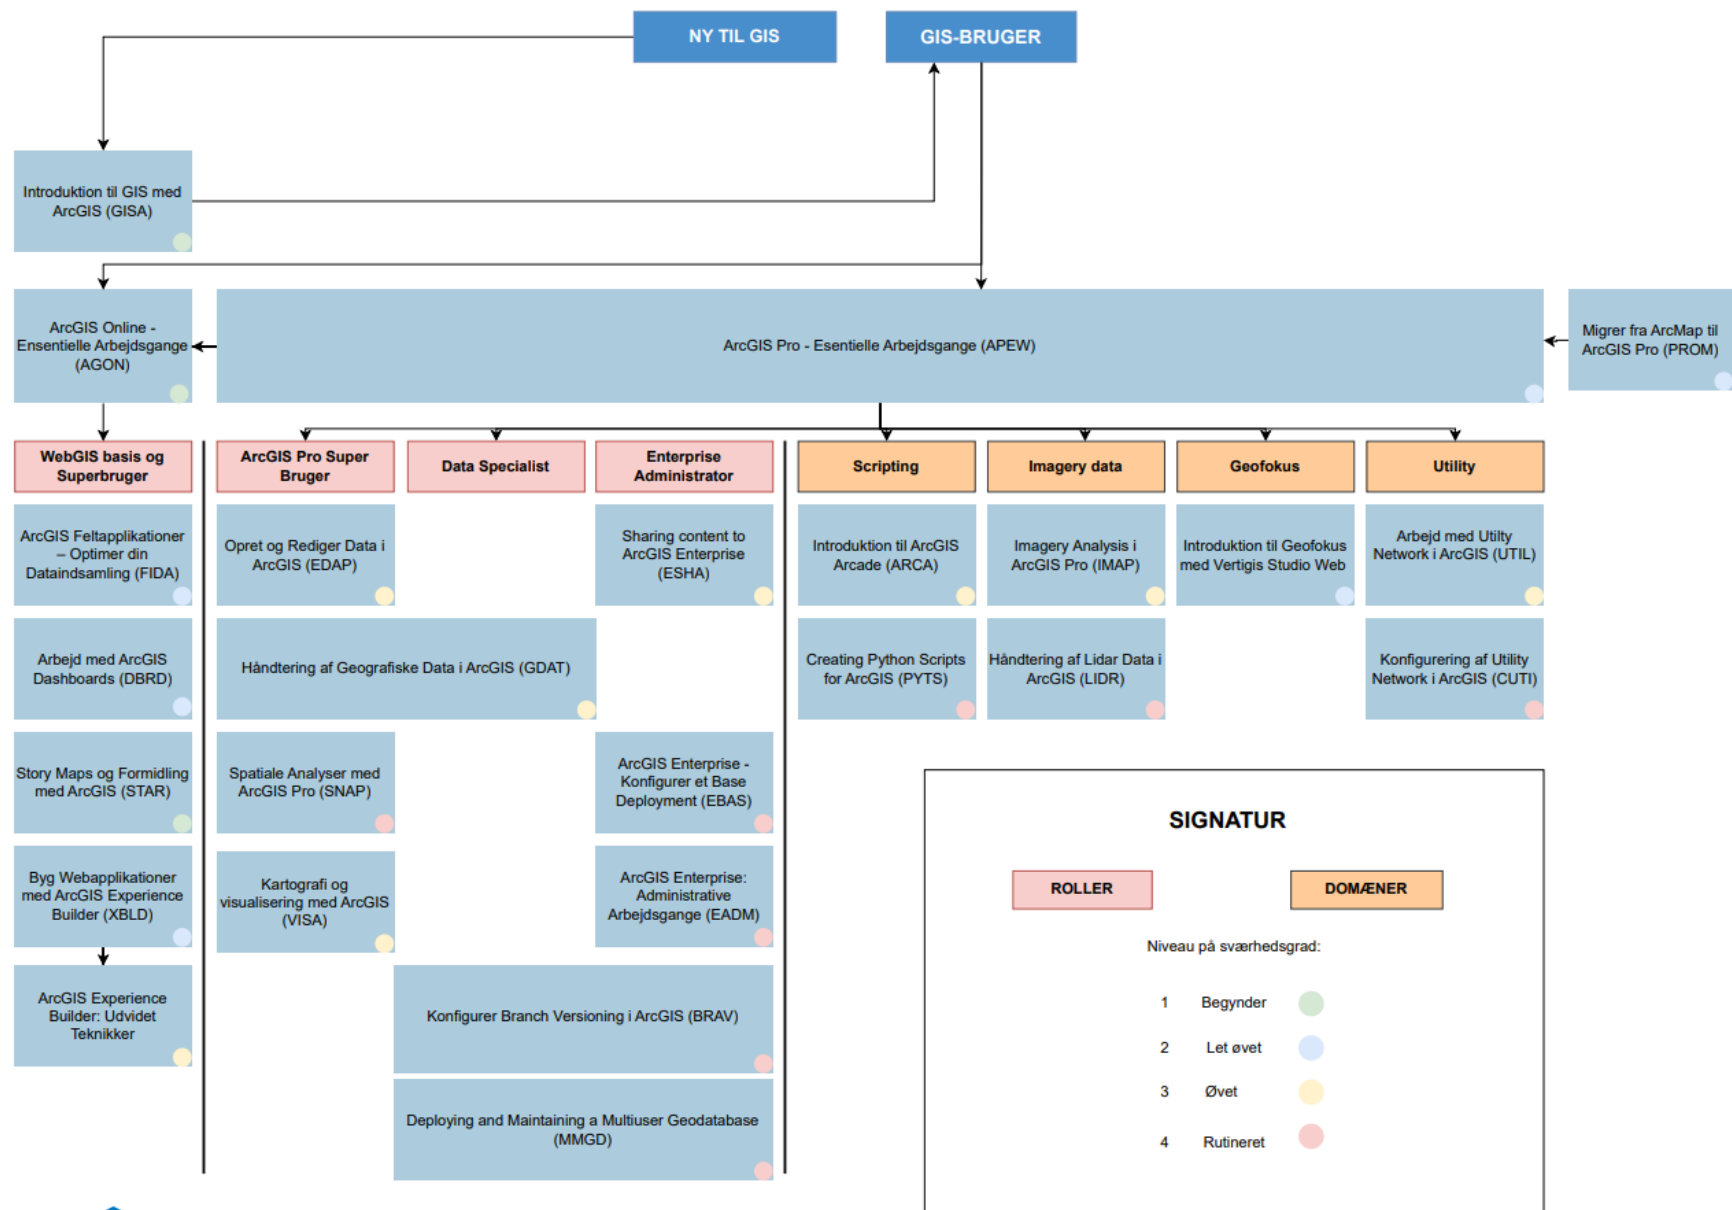 NY TIL GIS
GIS-BRUGER
Introduktion til GIS med
ArcGIS (GISA)
ArcGIS Online -
Ensentielle Arbejdsgange
(AGON)
ArcGIS Pro - Esentielle Arbejdsgange (APEW)
Migrer fra ArcMap til
ArcGIS Pro (PROM)
WebGIS basis og
Superbruger
ArcGIS Pro Super
Bruger
Data Specialist
Enterprise
Administrator
Scripting
Imagery data
Geofokus
Utility
ArcGIS Feltapplikationer
– Optimer din
Dataindsamling (FIDA)
Opret og Rediger Data i
ArcGIS (EDAP)
Sharing content to
ArcGIS Enterprise
(ESHA)
Introduktion til ArcGIS
Arcade (ARCA)
Imagery Analysis i
ArcGIS Pro (IMAP)
Introduktion til Geofokus
med Vertigis Studio Web
Arbejd med Utilty
Network i ArcGIS (UTIL)
Arbejd med ArcGIS
Dashboards (DBRD)
Håndtering af Geografiske Data i ArcGIS (GDAT)
Creating Python Scripts
for ArcGIS (PYTS)
Håndtering af Lidar Data i
ArcGIS (LIDR)
Konfigurering af Utility
Network i ArcGIS (CUTI)
Story Maps og Formidling
med ArcGIS (STAR)
Spatiale Analyser med
ArcGIS Pro (SNAP)
ArcGIS Enterprise -
Konfigurer et Base
Deployment (EBAS)
Byg Webapplikationer
med ArcGIS Experience
Builder (XBLD)
Kartografi og
visualisering med ArcGIS
(VISA)
ArcGIS Enterprise:
Administrative
Arbejdsgange (EADM)
ArcGIS Experience
Builder: Udvidet
Teknikker
Konfigurer Branch Versioning i ArcGIS (BRAV)
Deploying and Maintaining a Multiuser Geodatabase
(MMGD)
SIGNATUR
ROLLER
DOMÆNER
Niveau på sværhedsgrad:
1 Begynder
2 Let øvet
3 Øvet
4 Rutineret